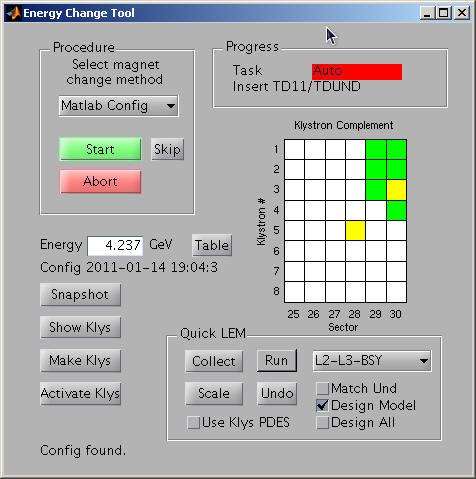 Energy Change Tool
Procedure
Select magnet
change method
Matlab Config
Start
Skip
Abort
Progress
Task
Auto
Insert TD11/TDUND
Klystron Complement
1
2
3
4
5
6
7
8
Klystron #
25 26 27 28 29 30
Sector
Energy 4.237 GeV Table
Config 2011-01-14 19:04:3
Snapshot
Show Klys
Make Klys
Activate Klys
Config found.
Quick LEM
Collect
Run
L2-L3-BSY
Scale
Undo
Match Und
Design Model
Use Klys PDES
Design All